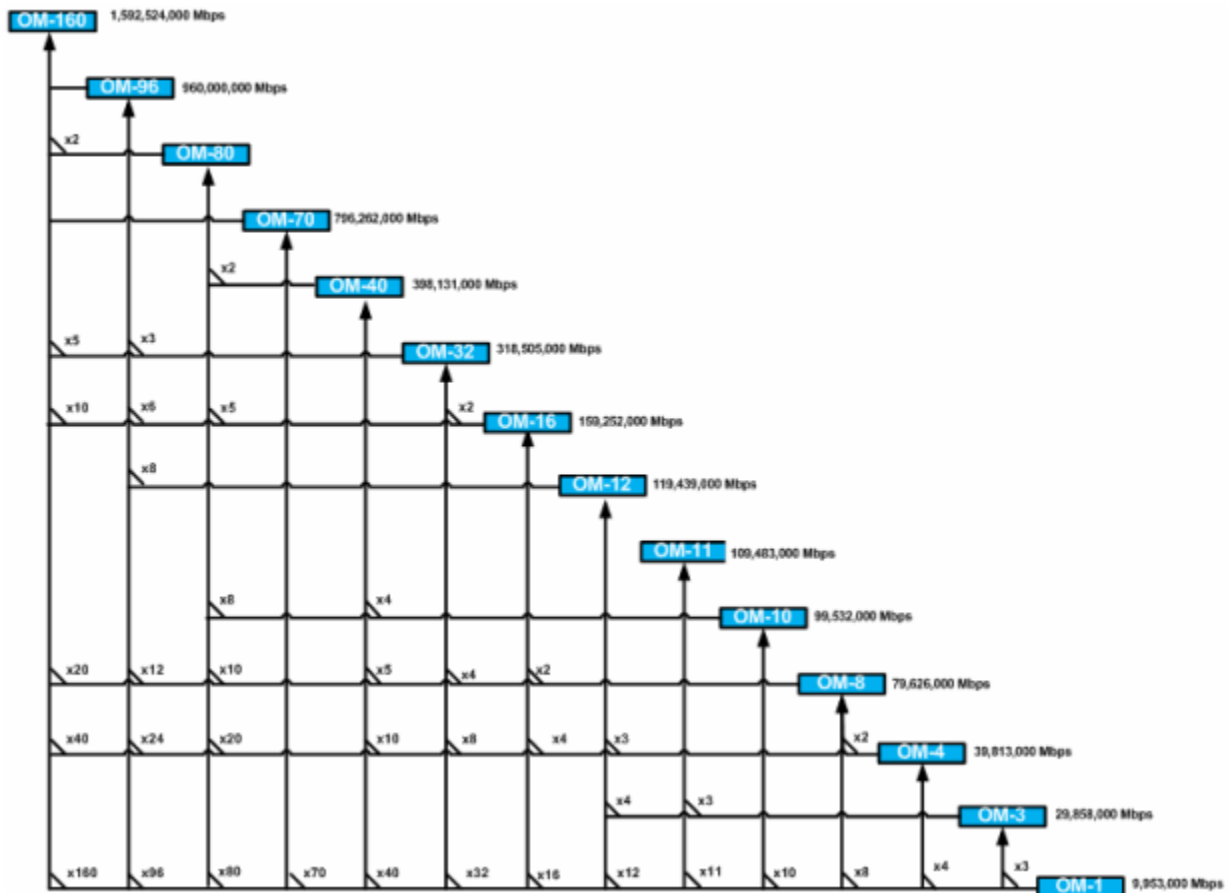 OM-160 1,592,524,000 Mbps
OM-96 960,000,000 Mbps
x2
OM-80
OM-70 796,262,000 Mbps
x2
OM-40 398,131,000 Mbps
x5 x3
OM-32 318,505,000 Mbps
x10 x6 x5 x2
OM-16 159,252,000 Mbps
x8
OM-12 119,439,000 Mbps
OM-11 109,483,000 Mbps
x8 x4
OM-10 99,532,000 Mbps
x20 x12 x10 x5 x4 x2
OM-8 79,626,000 Mbps
x40 x24 x20 x10 x8 x4 x3 x2
OM-4 39,813,000 Mbps
x4 x3
OM-3 29,858,000 Mbps
x160 x96 x80 x70 x40 x32 x16 x12 x11 x10 x8 x4 x3
OM-1 9,953,000 Mbps